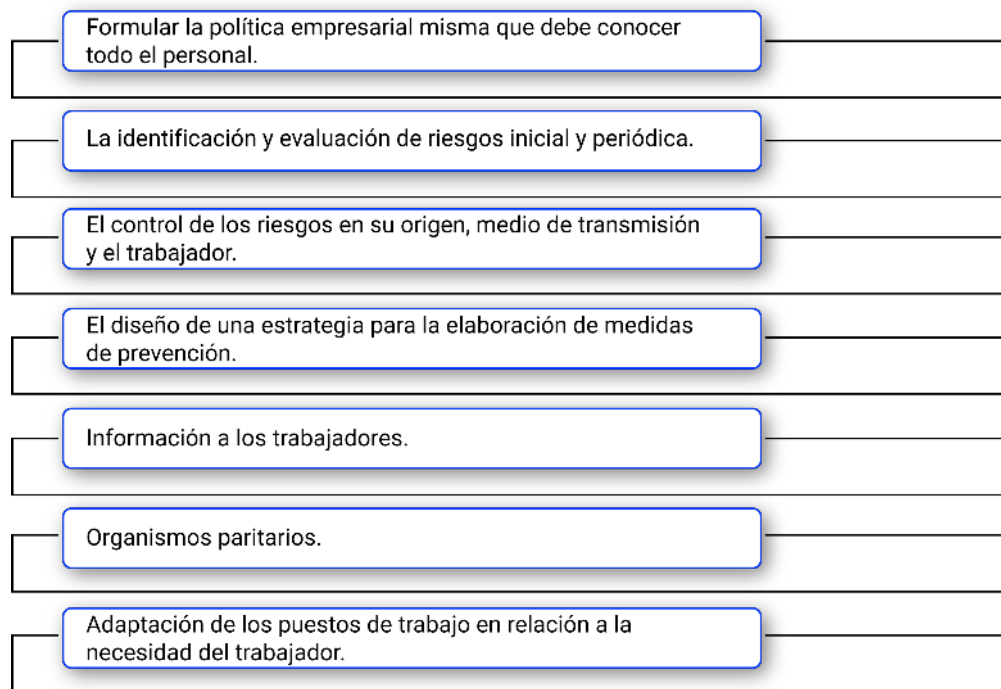 Formular la política empresarial misma que debe conocer
todo el personal.
La identificación y evaluación de riesgos inicial y periódica.
El control de los riesgos en su origen, medio de transmisión
y el trabajador.
El diseño de una estrategia para la elaboración de medidas
de prevención.
Información a los trabajadores.
Organismos paritarios.
Adaptación de los puestos de trabajo en relación a la
necesidad del trabajador.